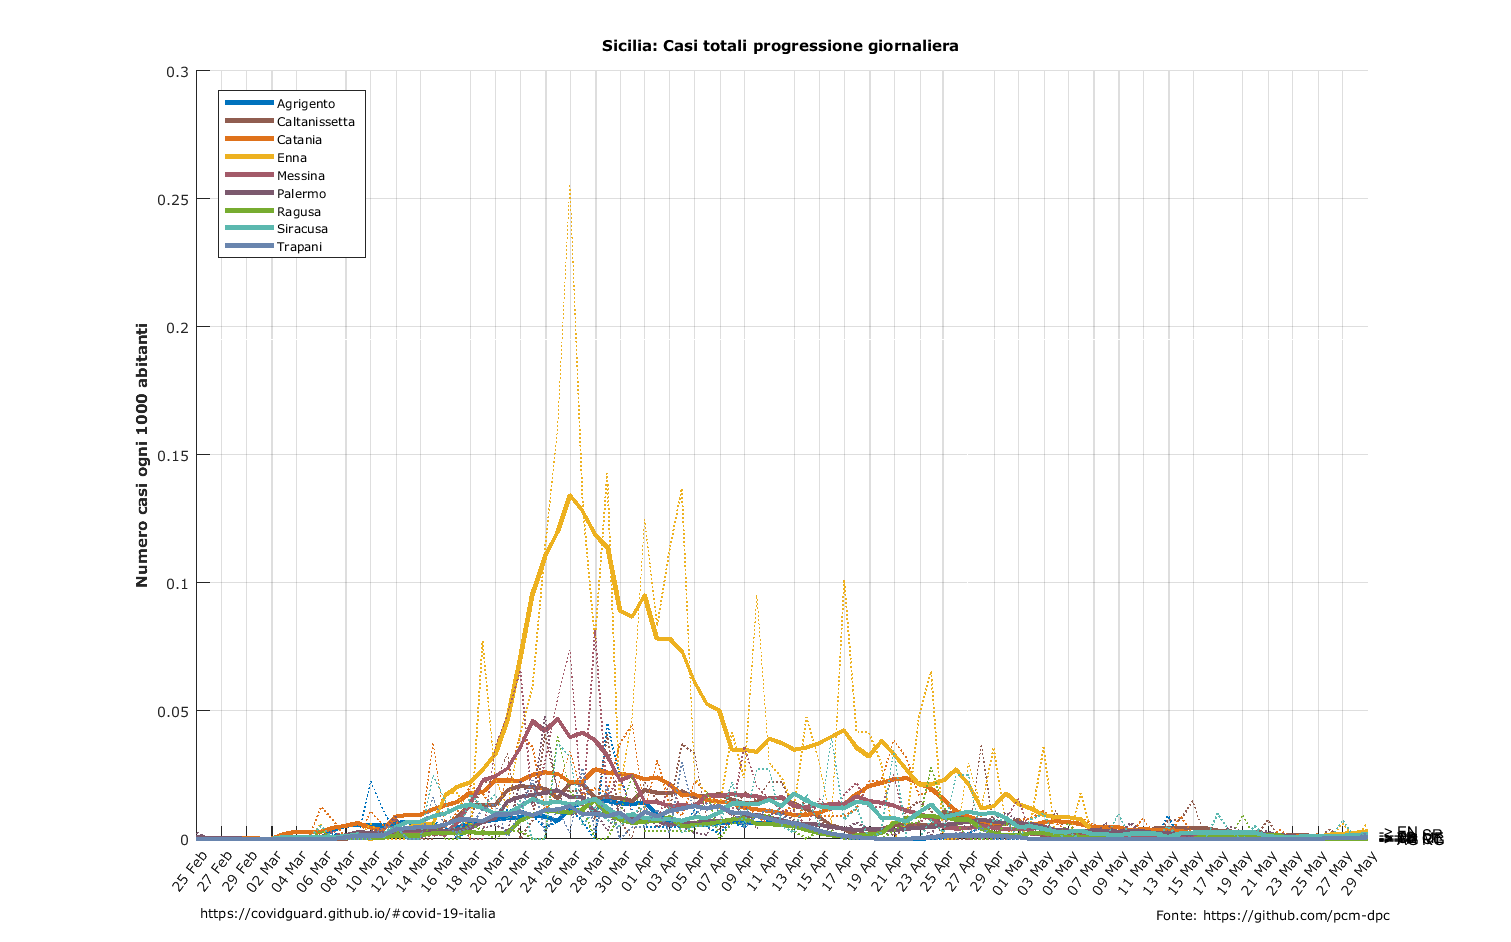 Sicilia: Casi totali progressione giornaliera
Numero casi ogni 1000 abitanti
0.3
0.25
0.2
0.15
0.1
0.05
0
Agrigento
Caltanissetta
Catania
Enna
Messina
Palermo
Ragusa
Siracusa
Trapani
25 Feb
27 Feb
29 Feb
02 Mar
04 Mar
06 Mar
08 Mar
10 Mar
12 Mar
14 Mar
16 Mar
18 Mar
20 Mar
22 Mar
24 Mar
26 Mar
28 Mar
30 Mar
01 Apr
03 Apr
05 Apr
07 Apr
09 Apr
11 Apr
13 Apr
15 Apr
17 Apr
19 Apr
21 Apr
23 Apr
25 Apr
27 Apr
29 Apr
01 May
03 May
05 May
07 May
09 May
11 May
13 May
15 May
17 May
19 May
21 May
23 May
25 May
27 May
29 May
-> EN
https://covidguard.github.io/#covid-19-italia
Fonte: https://github.com/pcm-dpc